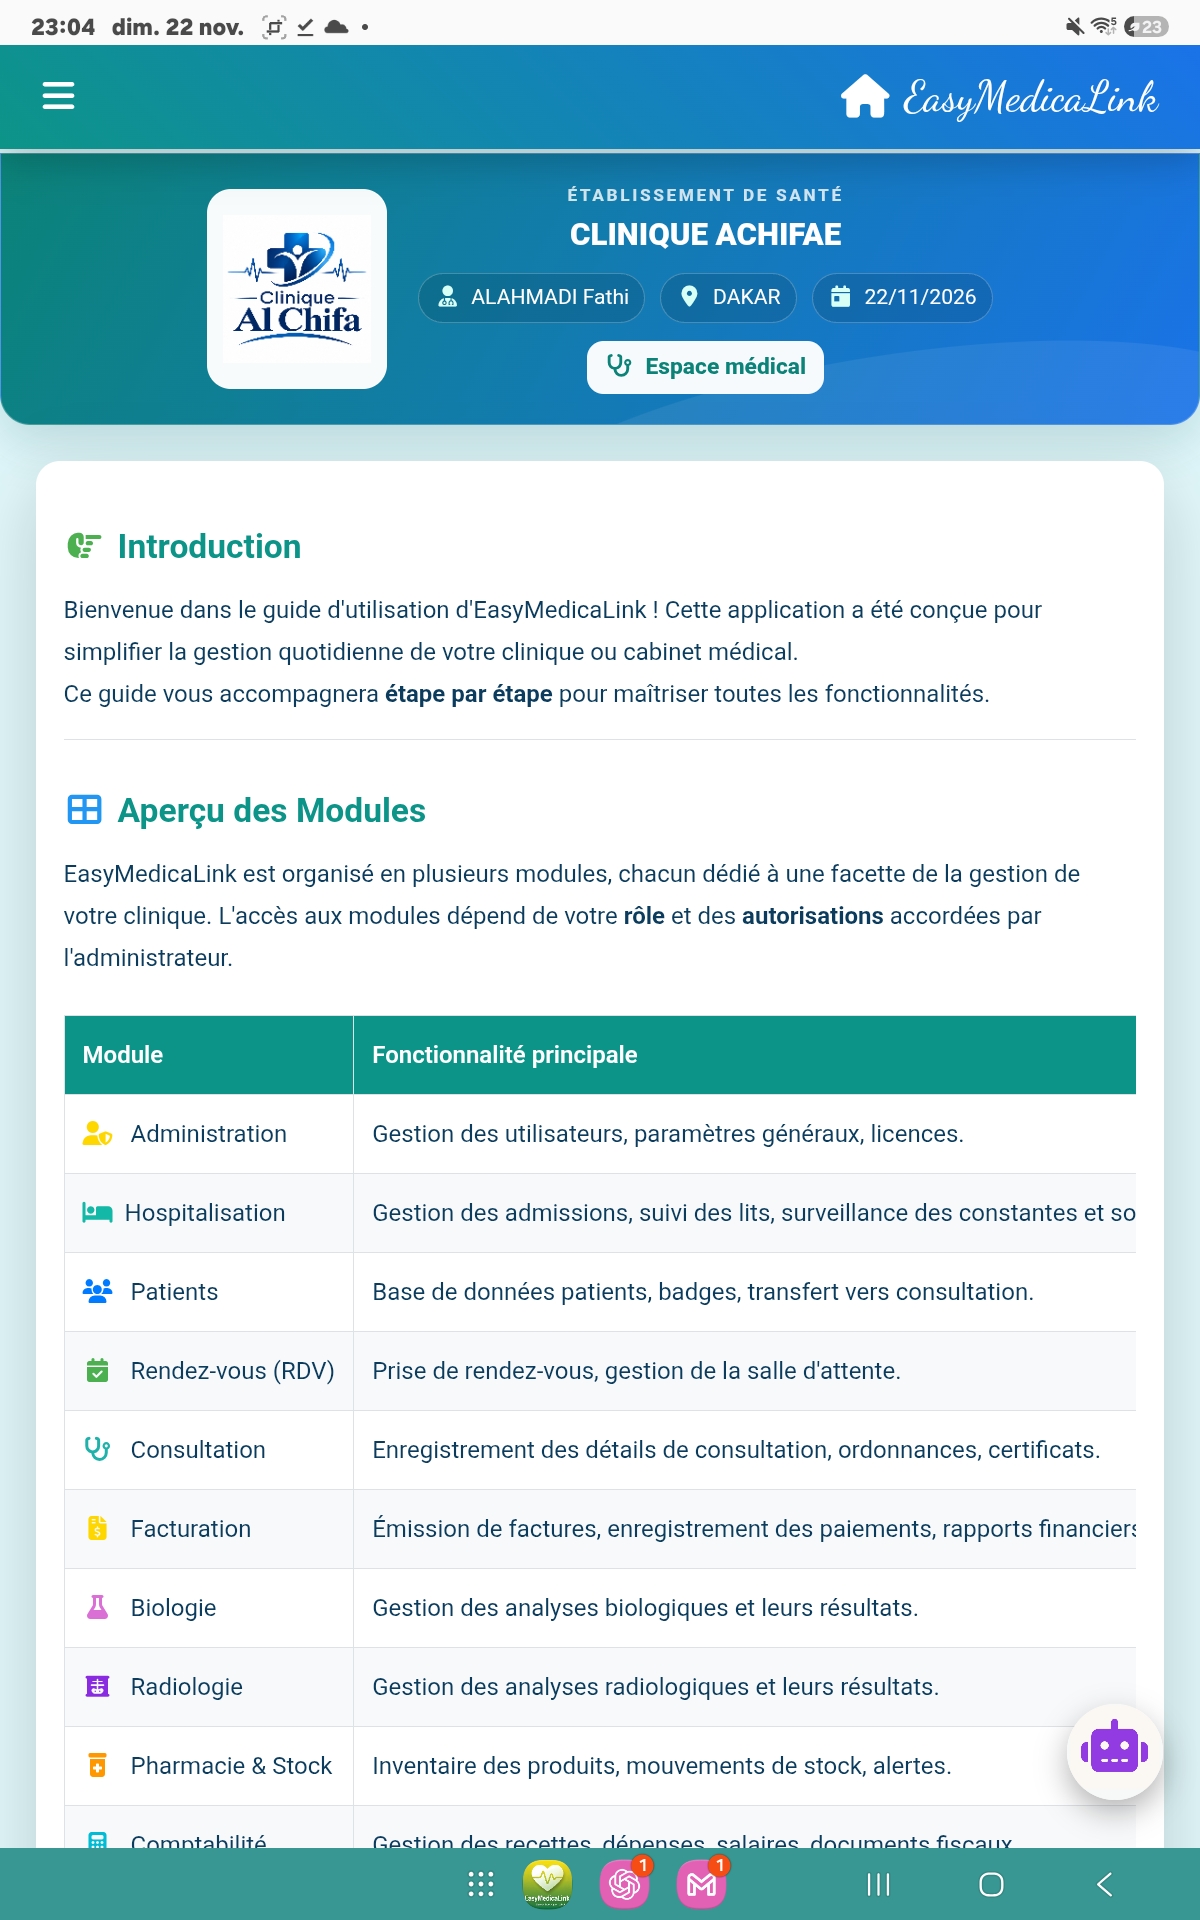 23:04 dim. 22 nov.
5
23
EasyMedicaLink
ÉTABLISSEMENT DE SANTÉ
CLINIQUE ACHIFAE
Clinique
Al Chifa
ALAHMADI Fathi
DAKAR
22/11/2026
Espace médical
Introduction
Bienvenue dans le guide d'utilisation d'EasyMedicaLink ! Cette application a été conçue pour
simplifier la gestion quotidienne de votre clinique ou cabinet médical.
Ce guide vous accompagnera étape par étape pour maîtriser toutes les fonctionnalités.
Aperçu des Modules
EasyMedicaLink est organisé en plusieurs modules, chacun dédié à une facette de la gestion de
votre clinique. L'accès aux modules dépend de votre rôle et des autorisations accordées par
l'administrateur.
Module Fonctionnalité principale
Administration Gestion des utilisateurs, paramètres généraux, licences.
Hospitalisation Gestion des admissions, suivi des lits, surveillance des constantes et so
Patients Base de données patients, badges, transfert vers consultation.
Rendez-vous (RDV) Prise de rendez-vous, gestion de la salle d'attente.
Consultation Enregistrement des détails de consultation, ordonnances, certificats.
Facturation Émission de factures, enregistrement des paiements, rapports financiers
Biologie Gestion des analyses biologiques et leurs résultats.
Radiologie Gestion des analyses radiologiques et leurs résultats.
Pharmacie & Stock Inventaire des produits, mouvements de stock, alertes.
Comptabilité Gestion des recettes, dépenses, salaires, documents fiscaux
EasyMedicaLink
1
1